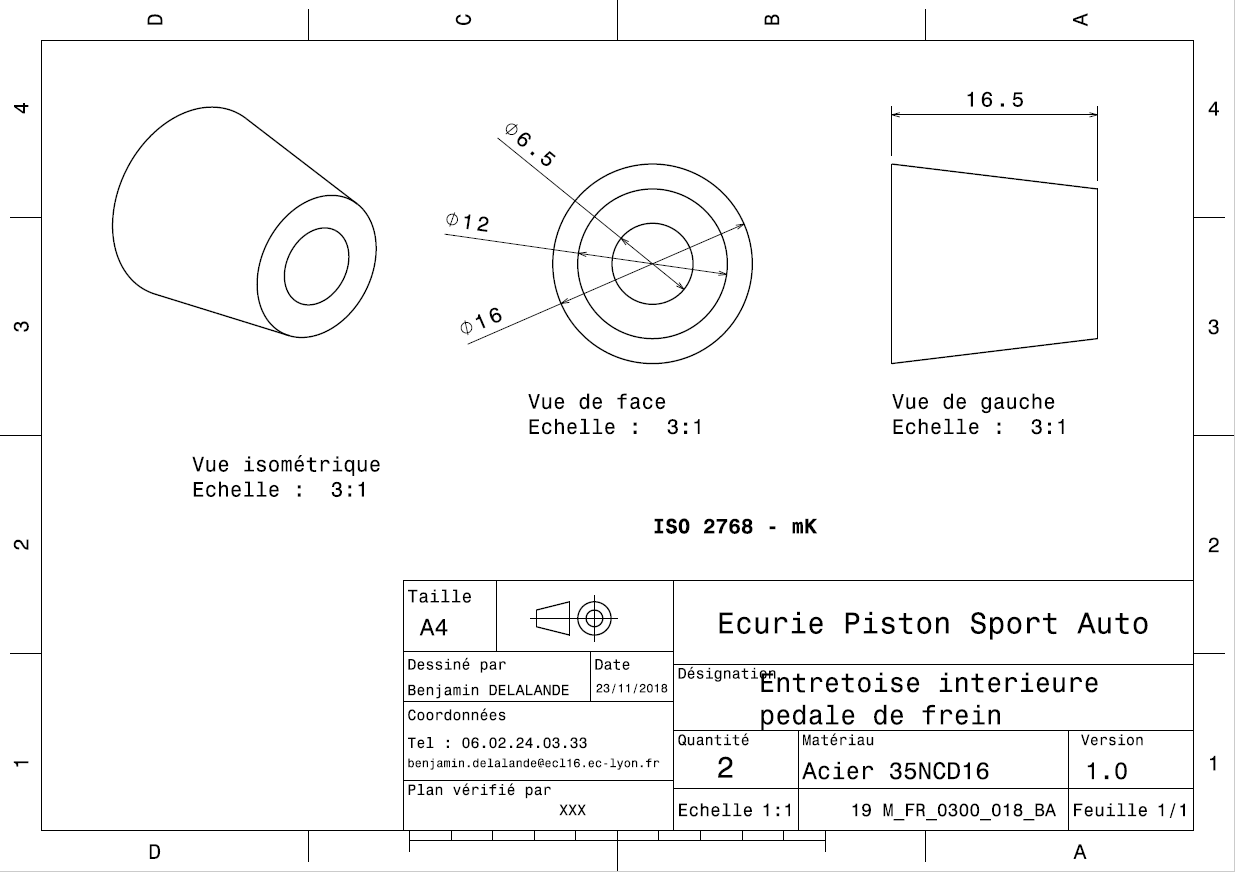 D C B A
4 4
16.5
⌀6.5
⌀12
⌀16
3 3
Vue de face
Echelle : 3:1
Vue de gauche
Echelle : 3:1
Vue isométrique
Echelle : 3:1
ISO 2768 - mK
2 2
Taille
A4
Ecurie Piston Sport Auto
Dessiné par
Benjamin DELALANDE
Date
23/11/2018
Désignation
Entretoise interieure
pedale de frein
Coordonnées
Tel : 06.02.24.03.33
benjamin.delalande@ecl16.ec-lyon.fr
Quantité
2
Matériau
Acier 35NCD16
Version
1.0
1 1
Plan vérifié par
XXX
Echelle 1:1
19 M_FR_0300_018_BA
Feuille 1/1
D A